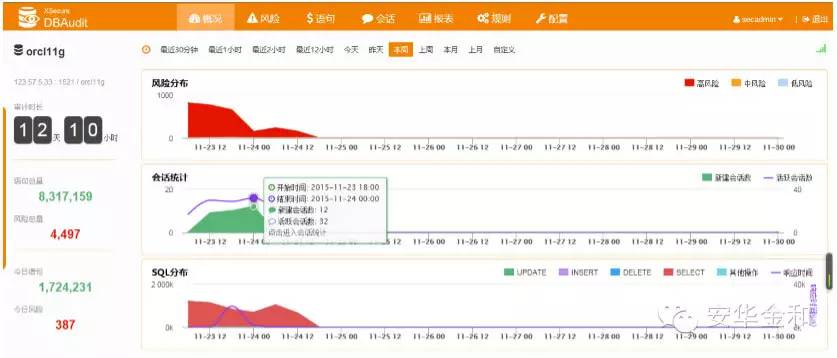 XSecure
DBAudit
概况 风险 语句 会话 报表 规则 配置
secadmin 退出
orcl11g
最近30分钟 最近1小时 最近2小时 最近12小时 今天 昨天 本周 上周 本月 上月 自定义
123.57.5.33 : 1521 / orcl11g
审计时长
12 天 10 小时
语句总量
8,317,159
风险总量
4,497
今日语句
1,724,231
今日风险
387
风险分布
高风险 中风险 低风险
1000
0
11-23 12 11-24 00 11-24 12 11-25 00 11-25 12 11-26 00 11-26 12 11-27 00 11-27 12 11-28 00 11-28 12 11-29 00 11-29 12 11-30 00
会话统计
新建会话数 活跃会话数
20 40
0 0
开始时间: 2015-11-23 18:00
结束时间: 2015-11-24 00:00
新建会话数: 12
活跃会话数: 32
点击进入会话统计
11-23 12 11-24 00 11-25 00 11-25 12 11-26 00 11-26 12 11-27 00 11-27 12 11-28 00 11-28 12 11-29 00 11-29 12 11-30 00
SQL分布
UPDATE INSERT DELETE SELECT 其他操作 响应时间
2 000k 40k
0k 0k
11-23 12 11-24 00 11-24 12 11-25 00 11-25 12 11-26 00 11-26 12 11-27 00 11-27 12 11-28 00 11-28 12 11-29 00 11-29 12 11-30 00
安华金和